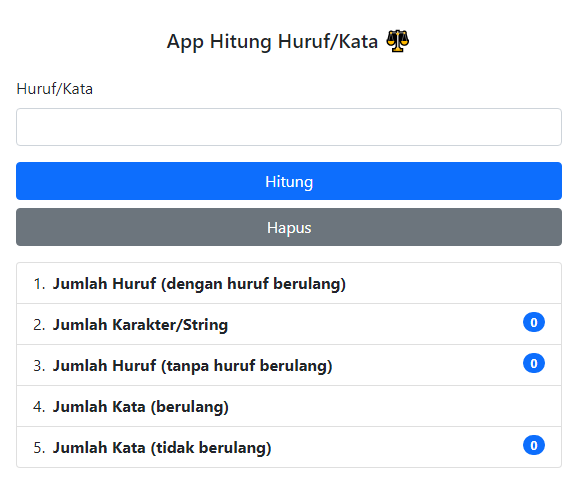 App Hitung Huruf/Kata
Huruf/Kata
Hitung
Hapus
1. Jumlah Huruf (dengan huruf berulang)
2. Jumlah Karakter/String 0
3. Jumlah Huruf (tanpa huruf berulang) 0
4. Jumlah Kata (berulang)
5. Jumlah Kata (tidak berulang) 0